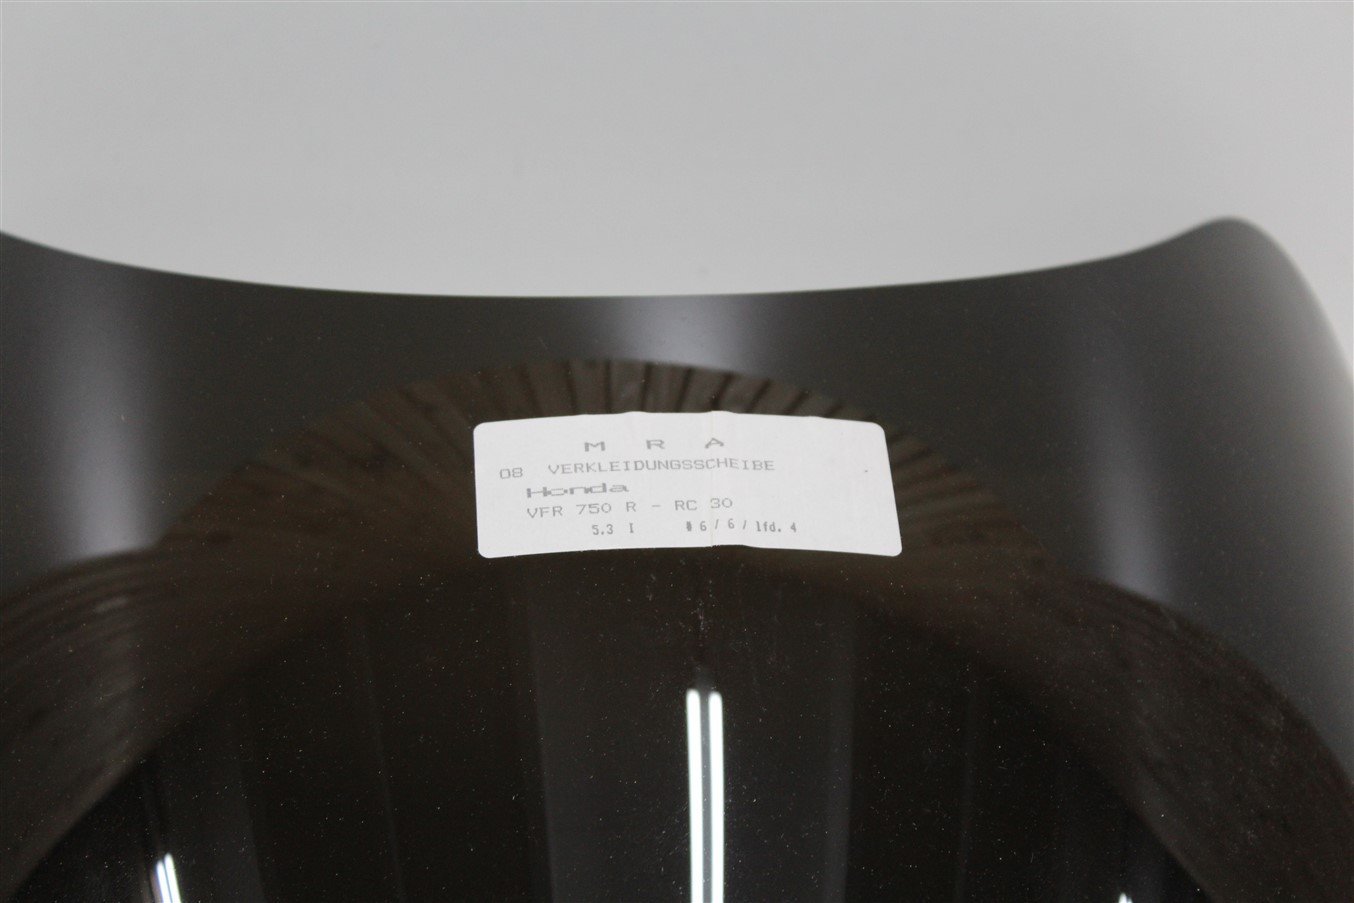 M R A
08 VERKLEIDUNGSSCHEIBE
Honda
VFR 750 R - RC 30
5.3 I # 6 / 6 / lfd. 4